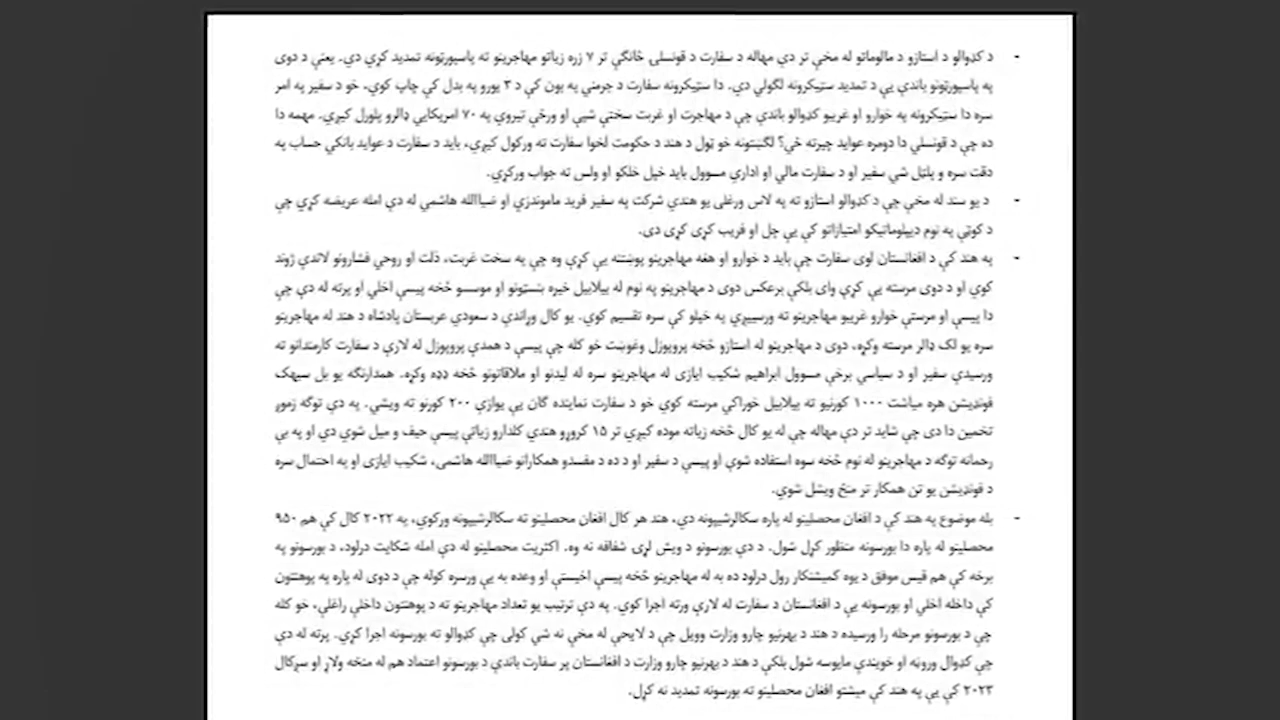 - د کډوالو د استازو د مالوماتو له مخې تر دې مهاله د سفارت د قونسلی څانګې تر ۷ زره زیاتو مهاجرینو ته پاسپورټونه تمدید کړي دي. یعنې د دوی
په پاسپورټونو باندې یې د تمدید سټیکرونه لګولي دي. دا سټیکرونه سفارت د جرمني په بون کې د ۳ یورو په بدل کې چاپ کوي، خو د سفیر په امر
سره دا سټیکرونه په خوارو او غریبو کډوالو باندې چې د مهاجرت او غربت سختې شپې او ورځې تیروي په ۷۰ امریکایي ډالرو پلورل کیږي. مهمه دا
ده چې د قونسلي دا دومره عواید چیرته ځي؟ لګښتونه خو ټول د هند د حکومت لخوا سفارت ته ورکول کیږي، باید د سفارت د عواید بانکي حساب په
دقت سره و پلټل شي سفیر او د سفارت مالي او اداري مسوول باید خپل خلکو او ولس ته جواب ورکړي.
- د یو سند له مخې چې د کډوالو استازو ته په لاس ورغلی یو هندي شرکت په سفیر فرید ماموندزي او ضیاالله هاشمي له دې امله عریضه کړې چې
د کوټې په نوم دیپلوماتیکو امتیازاتو کې یې چل او فریب کړی کړی دی.
- په هند کې د افغانستان لوی سفارت چې باید د خوارو او هغه مهاجرینو پوښتنه یې کړې وه چې په سخت غربت، ذلت او روحي فشارونو لاندې ژوند
کوي او د دوی مرسته یې کړې وای بلکې برعکس دوی د مهاجرینو په نوم له بیلابیل خیره بنسټونو او موسسو څخه پیسې اخلي او پرته له دې چې
دا پیسې او مرستې خوارو غریبو مهاجرینو ته ورسیږي په خپلو کې سره تقسیم کوي. یو کال وړاندې د سعودي عربستان پادشاه د هند له مهاجرینو
سره یو لک ډالر مرسته وکړه، دوی د مهاجرینو له استازو څخه پروپوزل وغوښت خو کله چې پیسې د همدې پروپوزل له لارې د سفارت کارمندانو ته
ورسیدې سفیر او د سیاسي برخې مسوول ابراهیم شکیب ایازی له مهاجرینو سره له لیدنو او ملاقاتونو څخه ډډه وکړه. همدارنګه یو بل سیهک
فونډیشن هره میاشت ۱۰۰۰ کورنیو ته بیلابیل خوراکي مرسته کوي خو د سفارت نماینده ګان یې یوازې ۲۰۰ کورنو ته ویشي. په دې توګه زموږ
تخمین دا دی چې شاید تر دې مهاله چې له یو کال څخه زیاته موده کیږي تر ۱۵ کروړو هندي کلدارو زیاتې پیسې حیف و میل شوي دي او په بې
رحمانه توګه د مهاجرینو له نوم څخه سوه استفاده شوې او پیسې د سفیر او د ده د مفسدو همکارانو ضیاالله هاشمی، شکیب ایازی او په احتمال سره
د فونډیشن یو تن همکار تر منځ ویشل شوي.
- بله موضوع په هند کې د افغان محصلینو له پاره سکالرشیپونه دي، هند هر کال افغان محصلینو ته سکالرشیپونه ورکوي، په ۲۰۲۲ کال کې هم ۹۵۰
محصلینو له پاره دا بورسونه منظور کړل شول. د دې بورسونو د ویش لړۍ شفافه نه وه. اکثریت محصلینو له دې امله شکایت درلود، د بورسونو په
برخه کې هم قیس موفق د یوه کمیشنکار رول درلود ده به له مهاجرینو څخه پیسې اخیستې او وعده به یې ورسره کوله چې د دوی له پاره په پوهنتون
کې داخله اخلي او بورسونه یې د افغانستان د سفارت له لارې ورته اجرا کوي. په دې ترتیب یو تعداد مهاجرینو ته د پوهنتون داخلې راغلې، خو کله
چې د بورسونو مرحله را ورسیده د هند د بهرنیو چارو وزارت وویل چې د لایحې له مخې نه شي کولی چې کډوالو ته بورسونه اجرا کړي. پرته له دې
چې کډوال وروڼه او خویندې مایوسه شول بلکې د هند د بهرنیو چارو وزارت د افغانستان پر سفارت باندې د بورسونو اعتماد هم له منځه ولاړ او سږکال
۲۰۲۳ کې یې په هند کې میشتو افغان محصلینو ته بورسونه تمدید نه کړل.